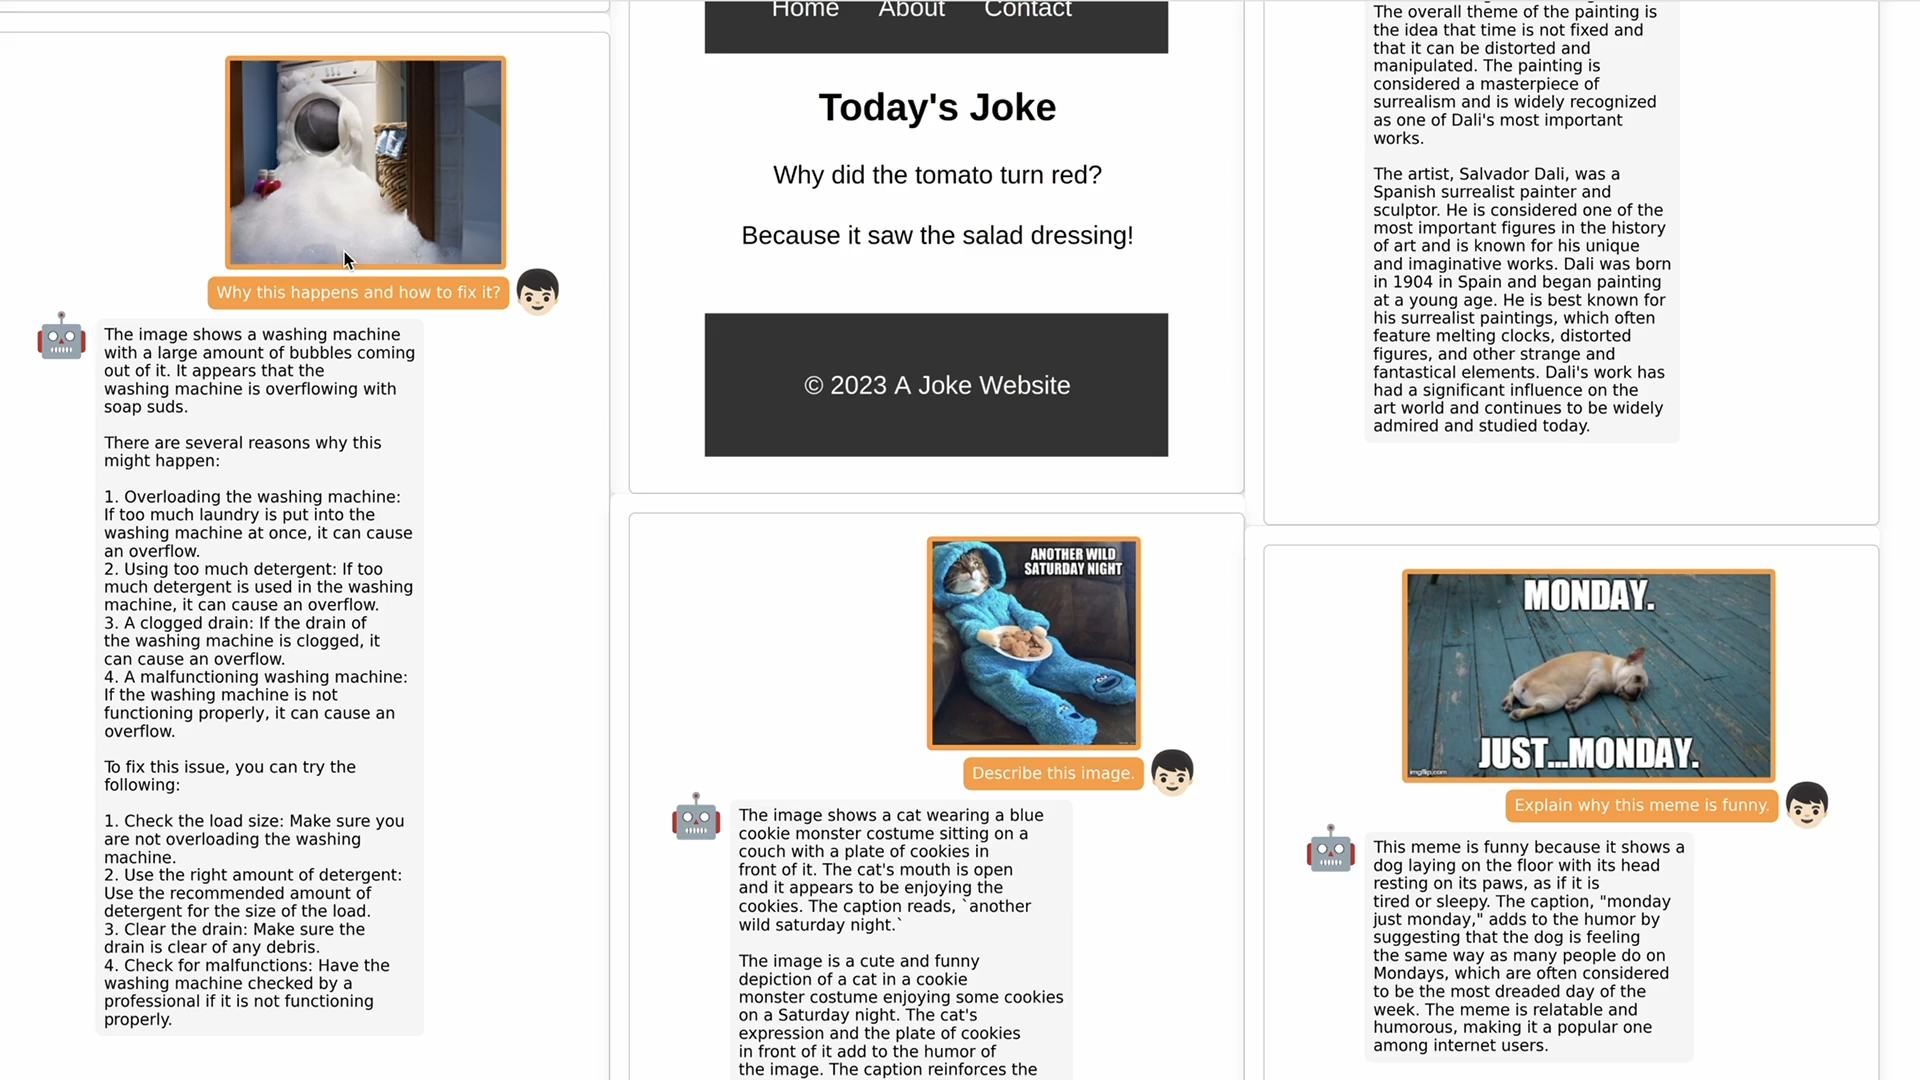 Why this happens and how to fix it?
The image shows a washing machine
with a large amount of bubbles coming
out of it. It appears that the
washing machine is overflowing with
soap suds.
There are several reasons why this
might happen:
1. Overloading the washing machine:
If too much laundry is put into the
washing machine at once, it can cause
an overflow.
2. Using too much detergent: If too
much detergent is used in the washing
machine, it can cause an overflow.
3. A clogged drain: If the drain of
the washing machine is clogged, it
can cause an overflow.
4. A malfunctioning washing machine:
If the washing machine is not
functioning properly, it can cause an
overflow.
To fix this issue, you can try the
following:
1. Check the load size: Make sure you
are not overloading the washing
machine.
2. Use the right amount of detergent:
Use the recommended amount of
detergent for the size of the load.
3. Clear the drain: Make sure the
drain is clear of any debris.
4. Check for malfunctions: Have the
washing machine checked by a
professional if it is not functioning
properly.
Home About Contact
Today's Joke
Why did the tomato turn red?
Because it saw the salad dressing!
© 2023 A Joke Website
ANOTHER WILD
SATURDAY NIGHT
Describe this image.
The image shows a cat wearing a blue
cookie monster costume sitting on a
couch with a plate of cookies in
front of it. The cat's mouth is open
and it appears to be enjoying the
cookies. The caption reads, `another
wild saturday night.`
The image is a cute and funny
depiction of a cat in a cookie
monster costume enjoying some cookies
on a Saturday night. The cat's
expression and the plate of cookies
in front of it add to the humor of
the image. The caption reinforces the
The overall theme of the painting is
the idea that time is not fixed and
that it can be distorted and
manipulated. The painting is
considered a masterpiece of
surrealism and is widely recognized
as one of Dali's most important
works.
The artist, Salvador Dali, was a
Spanish surrealist painter and
sculptor. He is considered one of the
most important figures in the history
of art and is known for his unique
and imaginative works. Dali was born
in 1904 in Spain and began painting
at a young age. He is best known for
his surrealist paintings, which often
feature melting clocks, distorted
figures, and other strange and
fantastical elements. Dali's work has
had a significant influence on the
art world and continues to be widely
admired and studied today.
MONDAY.
JUST...MONDAY.
imgflip.com
Explain why this meme is funny.
This meme is funny because it shows a
dog laying on the floor with its head
resting on its paws, as if it is
tired or sleepy. The caption, "monday
just monday," adds to the humor by
suggesting that the dog is feeling
the same way as many people do on
Mondays, which are often considered
to be the most dreaded day of the
week. The meme is relatable and
humorous, making it a popular one
among internet users.